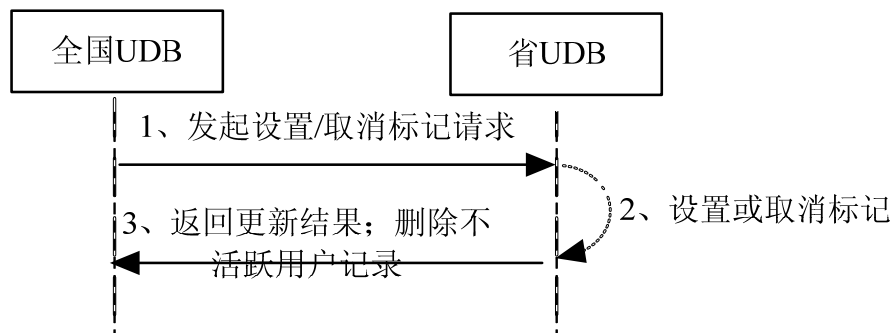 全国UDB
省UDB
1、发起设置/取消标记请求
2、设置或取消标记
3、返回更新结果；删除不
活跃用户记录